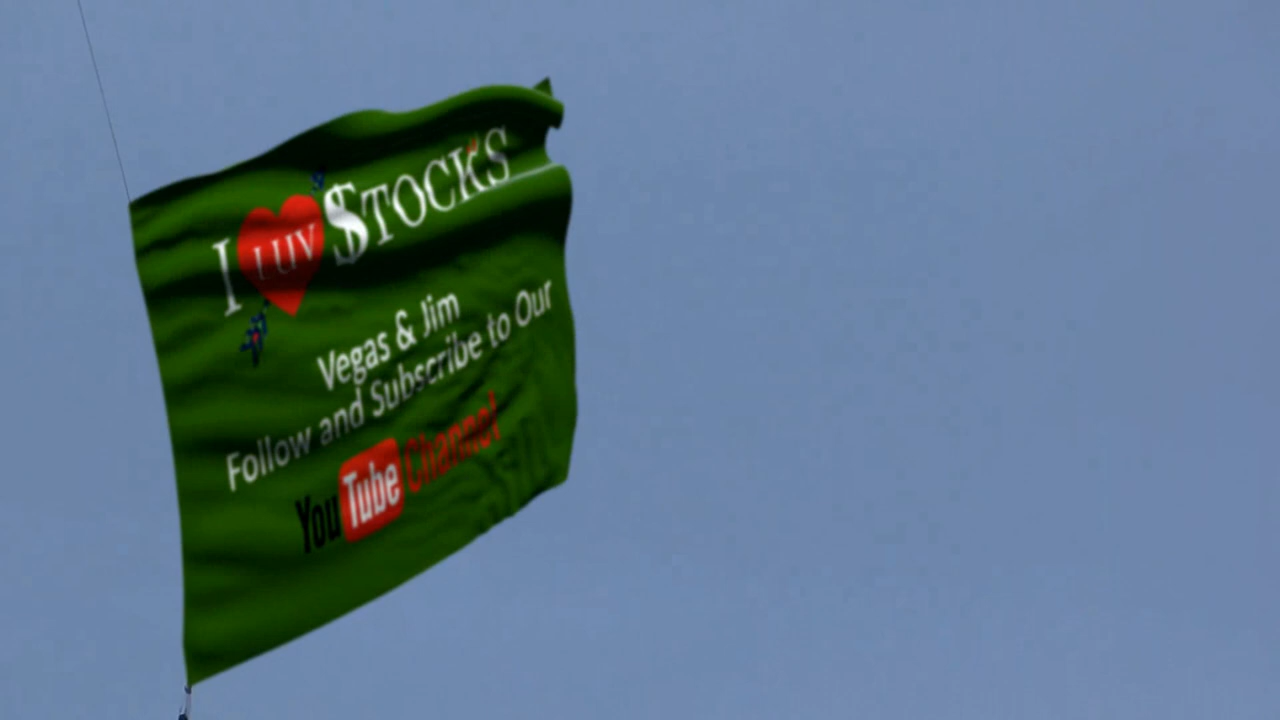 I LUV $TOCKS
Vegas & Jim
Follow and Subscribe to Our
YouTube Channel